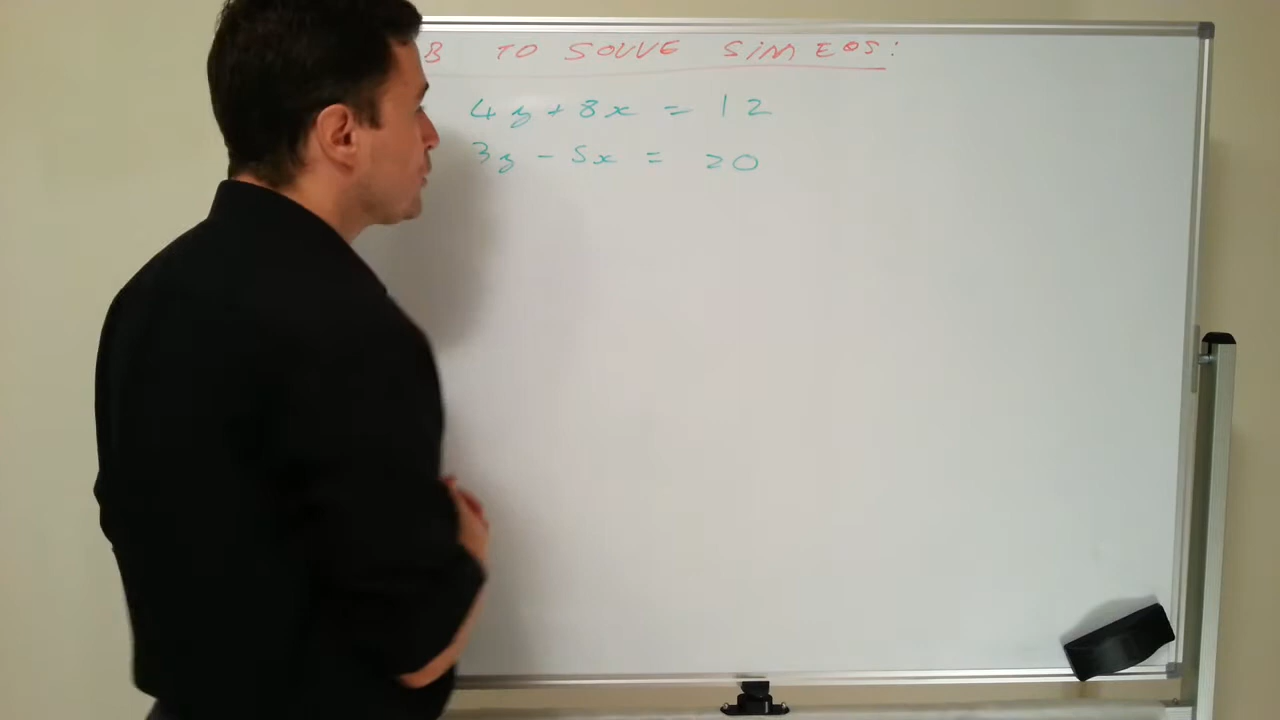 B TO SOLVE SIM EQS:
4y + 8x = 12
3y - 5x = 20